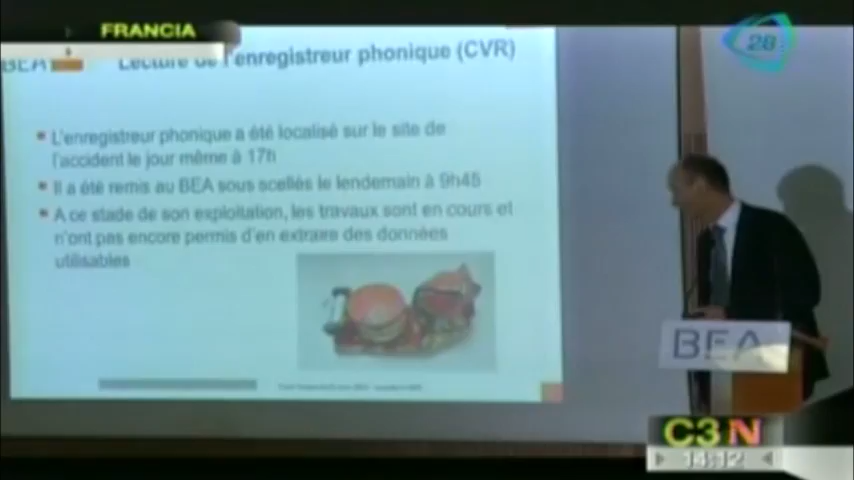 FRANCIA
28
BEA
Lecture de l'enregistreur phonique (CVR)
L'enregistreur phonique a été localisé sur le site de
l'accident le jour même à 17h
Il a été remis au BEA sous scellés le lendemain à 9h45
A ce stade de son exploitation, les travaux sont en cours et
n'ont pas encore permis d'en extraire des données
utilisables
BEA
C3N
14:12